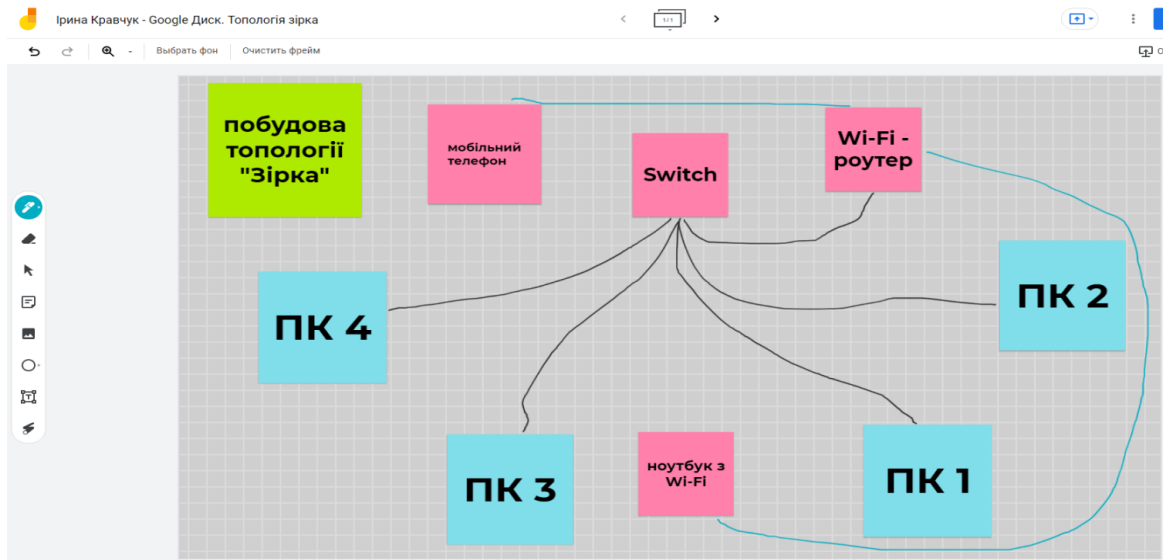 Ірина Кравчук - Google Диск. Топологія зірка
1/1
Выбрать фон
Очистить фрейм
побудова
топології
"Зірка"
мобільний
телефон
Switch
Wi-Fi -
роутер
ПК 2
ПК 4
ПК 3
ноутбук з
Wi-Fi
ПК 1